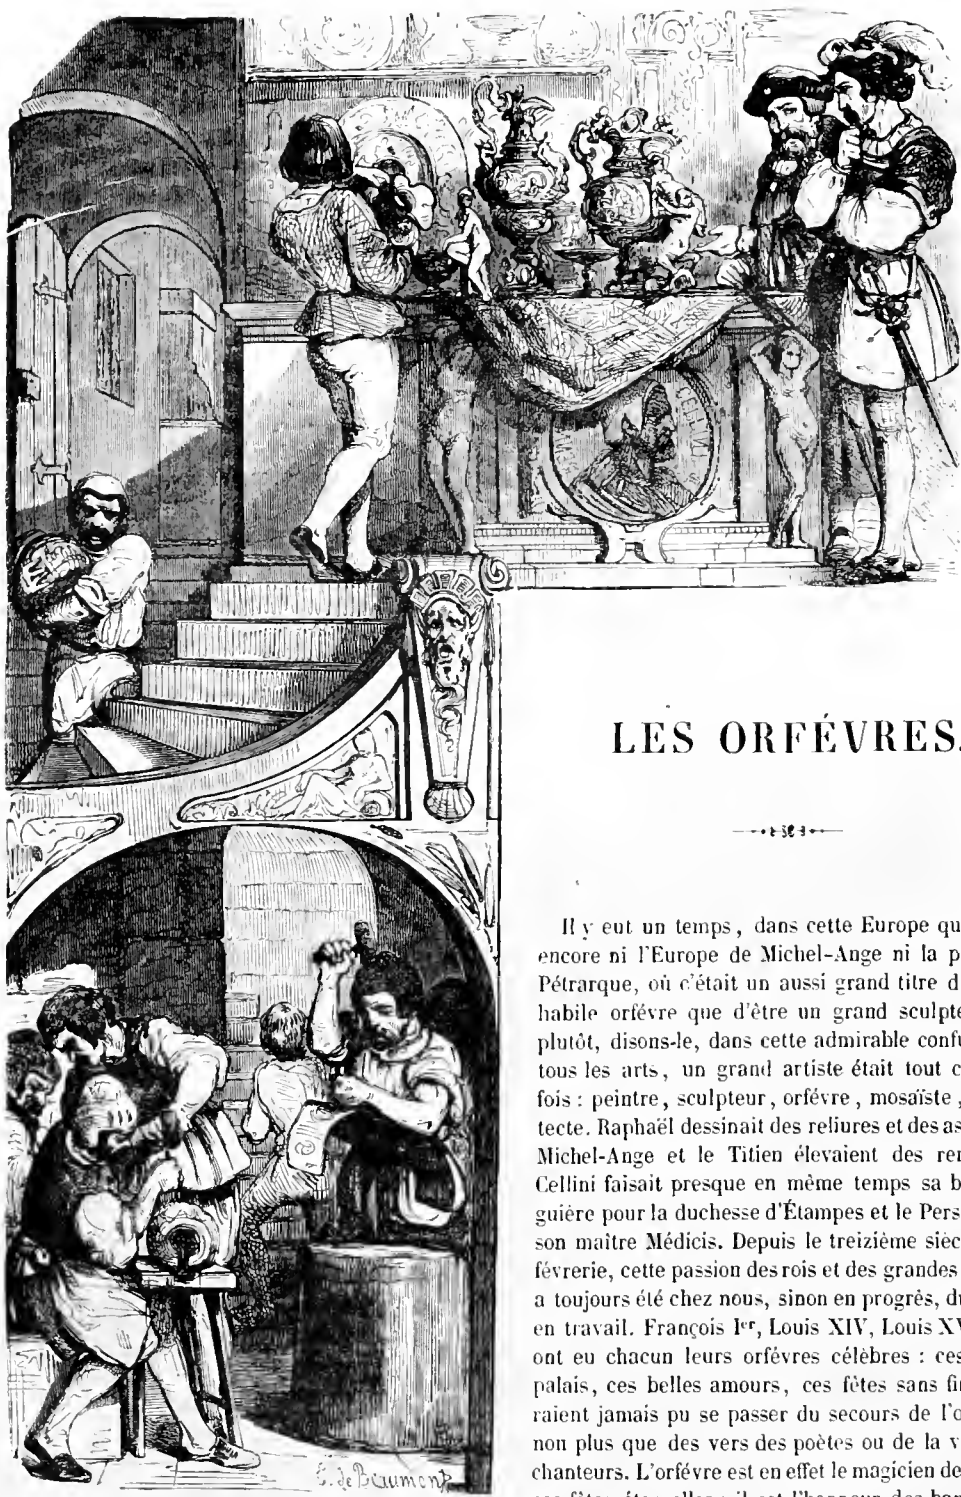 CELLINI
LES ORFÉVRES.
Il y eut un temps, dans cette Europe qu
encore ni l'Europe de Michel-Ange ni la p
Pétrarque, où c'était un aussi grand titre d
habile orfévre que d'être un grand sculpte
plutôt, disons-le, dans cette admirable confu
tous les arts, un grand artiste était tout c
fois : peintre, sculpteur, orfévre, mosaïste,
tecte. Raphaël dessinait des reliures et des as
Michel-Ange et le Titien élevaient des rem
Cellini faisait presque en même temps sa b
guière pour la duchesse d'Étampes et le Pers
son maître Médicis. Depuis le treizième sièc
févrerie, cette passion des rois et des grandes
a toujours été chez nous, sinon en progrès, d
en travail. François Ier, Louis XIV, Louis XV
ont eu chacun leurs orfévres célèbres : ces
palais, ces belles amours, ces fêtes sans fi
raient jamais pu se passer du secours de l'o
non plus que des vers des poètes ou de la v
chanteurs. L'orfévre est en effet le magicien de
E. de Beaumont